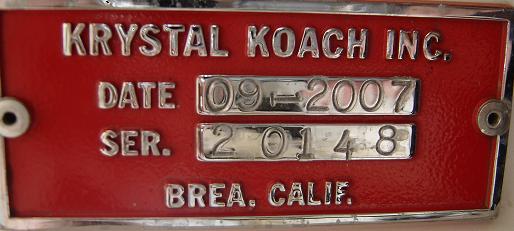 KRYSTAL KOACH INC.
DATE 09-2007
SER. 20148
BREA. CALIF.